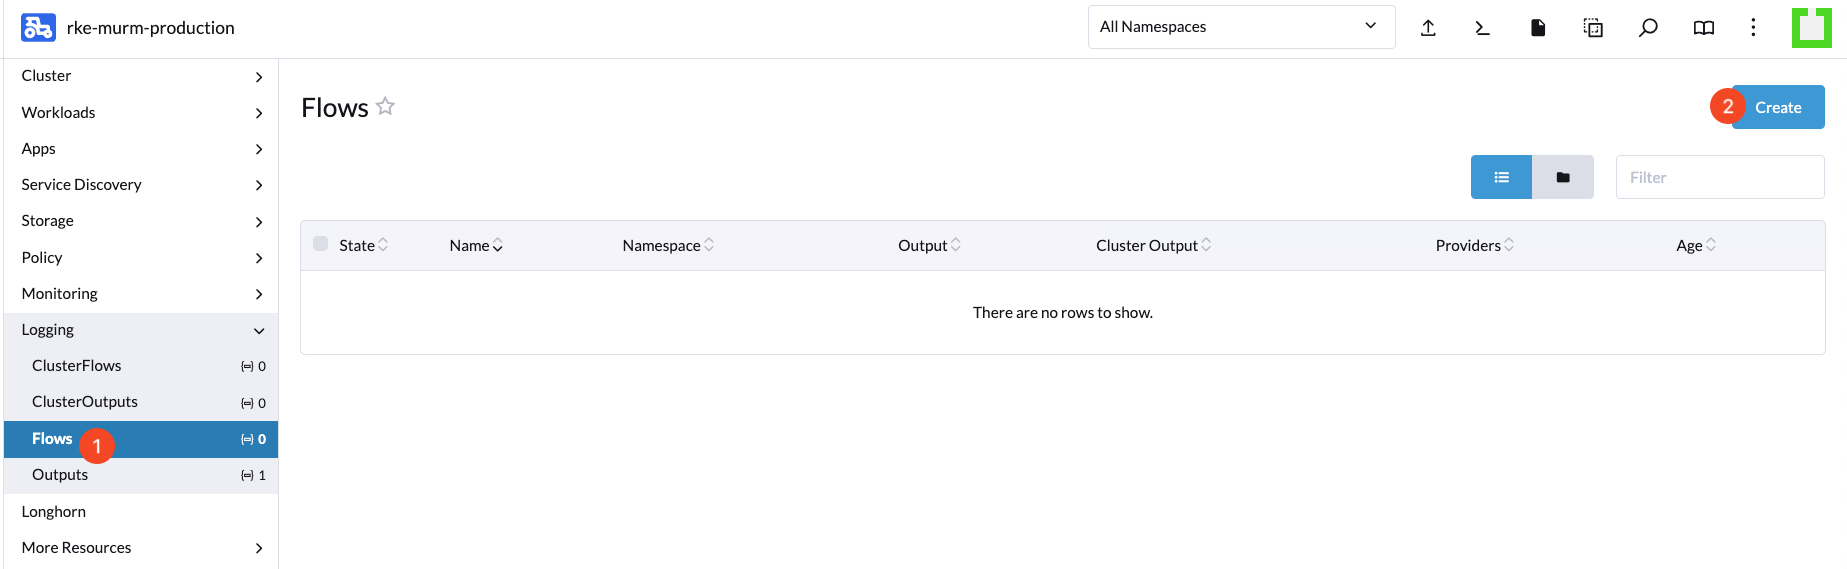 rke-murm-production
All Namespaces
Cluster
Workloads
Apps
Service Discovery
Storage
Policy
Monitoring
Logging
ClusterFlows 0
ClusterOutputs 0
Flows 1 0
Outputs 1
Longhorn
More Resources
Flows
2 Create
Filter
State Name Namespace Output Cluster Output Providers Age
There are no rows to show.